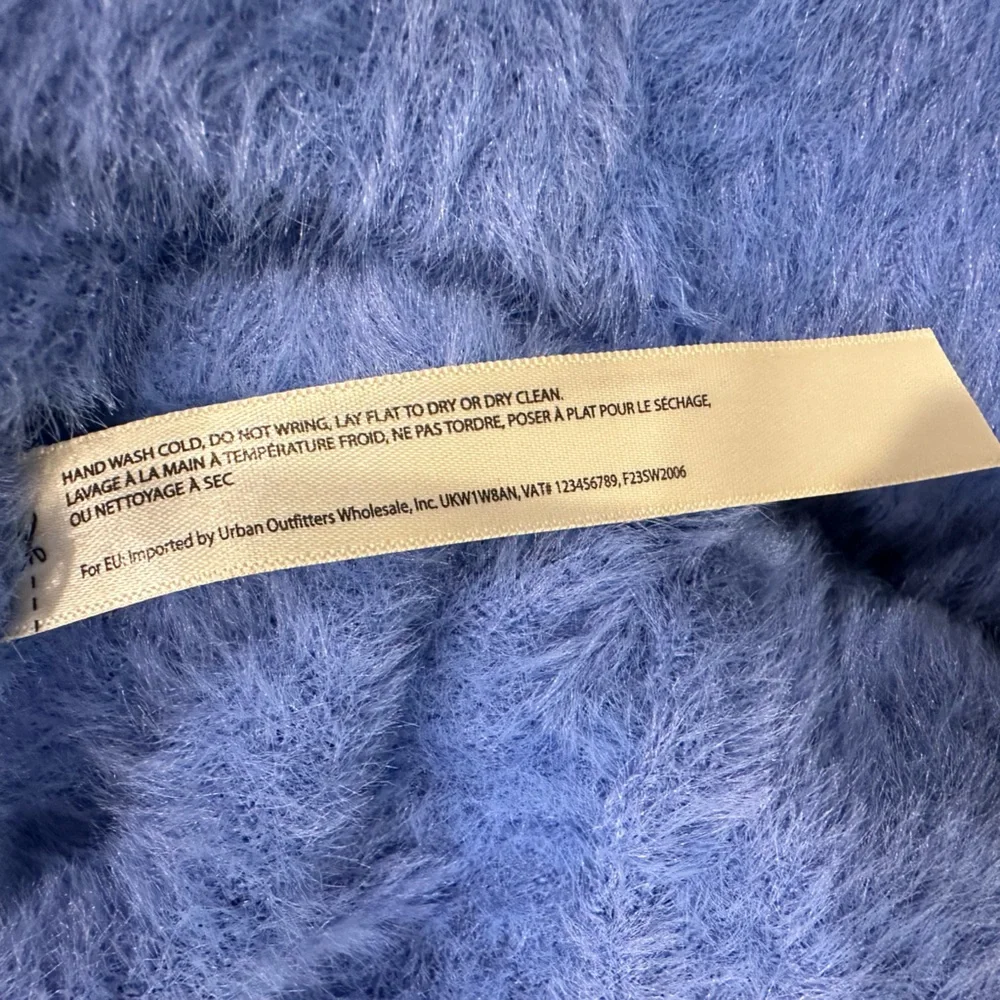 HAND WASH COLD, DO NOT WRING, LAY FLAT TO DRY OR DRY CLEAN.
LAVAGE À LA MAIN À TEMPÉRATURE FROID, NE PAS TORDRE, POSER À PLAT POUR LE SÉCHAGE,
OU NETTOYAGE À SEC
For EU: Imported by Urban Outfitters Wholesale, Inc. UKW1W8AN, VAT# 123456789, F23SW2006